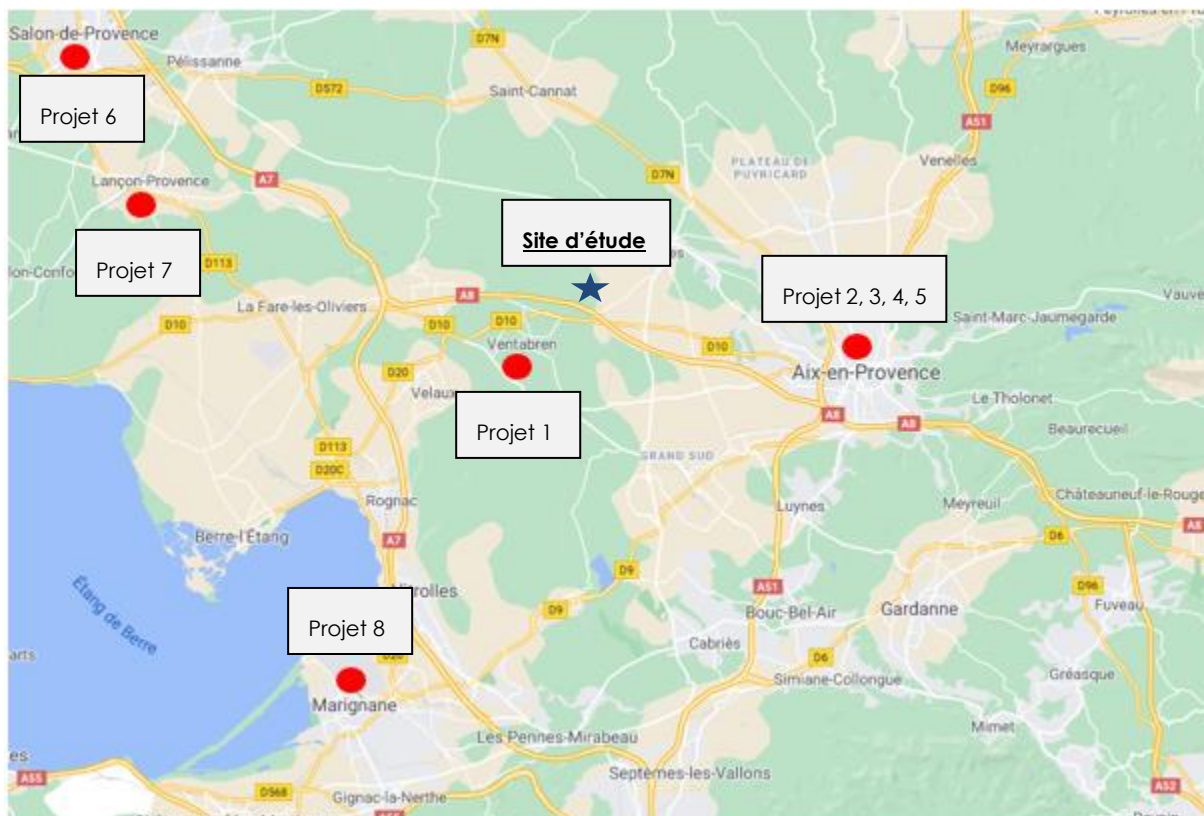 Salon-de-Provence
Pélissanne
D7N
Meyrargues
D572
Saint-Cannat
D96
A51
Projet 6
PLATEAU DE
PUYRICARD
Venelles
Lançon-Provence
A7
D7N
Site d'étude
Projet 7
D113
La Fare-les-Oliviers
A8
Projet 2, 3, 4, 5
D10
D10
D10
Saint-Marc-Jaumegarde
Ventabren
D10
Aix-en-Provence
D20
Le Tholonet
A8
A8
Beaurecueil
Projet 1
D113
GRAND SUD
D20C
Rognac
Luynes
Meyreuil
Châteauneuf-le-Rouge
A8
Berre-l'Étang
A7
D6
D9
Étang de Berre
A51
D96
D9
Bouc-Bel-Air
Gardanne
Fuveau
Projet 8
Cabriès
D6
Simiane-Collongue
Gréasque
Marignane
Mimet
Les Pennes-Mirabeau
A55
Septèmes-les-Vallons
D568
Gignac-la-Nerthe
A52